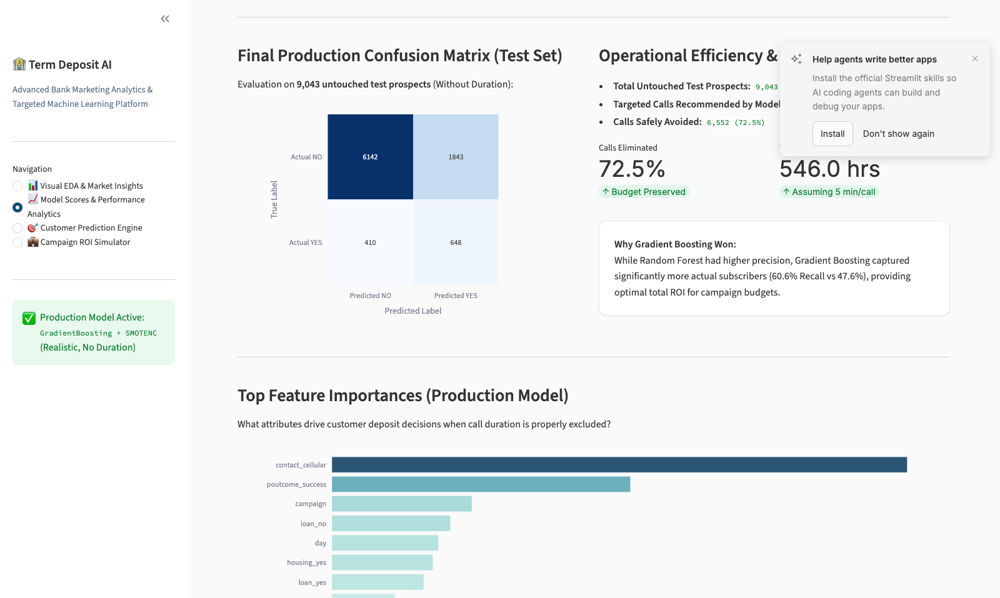 Term Deposit AI
Advanced Bank Marketing Analytics &
Targeted Machine Learning Platform
Navigation
Visual EDA & Market Insights
Model Scores & Performance
Analytics
Customer Prediction Engine
Campaign ROI Simulator
Production Model Active:
GradientBoosting + SMOTENC
(Realistic, No Duration)
Final Production Confusion Matrix (Test Set)
Evaluation on 9,043 untouched test prospects (Without Duration):
True Label
Actual NO
6142
1843
Actual YES
410
648
Predicted NO
Predicted YES
Predicted Label
Operational Efficiency &
Total Untouched Test Prospects: 9,043
Targeted Calls Recommended by Model
Calls Safely Avoided: 6,552 (72.5%)
Calls Eliminated
72.5%
↑ Budget Preserved
546.0 hrs
↑ Assuming 5 min/call
Help agents write better apps
Install the official Streamlit skills so
AI coding agents can build and
debug your apps.
Install
Don't show again
Why Gradient Boosting Won:
While Random Forest had higher precision, Gradient Boosting captured
significantly more actual subscribers (60.6% Recall vs 47.6%), providing
optimal total ROI for campaign budgets.
Top Feature Importances (Production Model)
What attributes drive customer deposit decisions when call duration is properly excluded?
contact_cellular
poutcome_success
campaign
loan_no
day
housing_yes
loan_yes